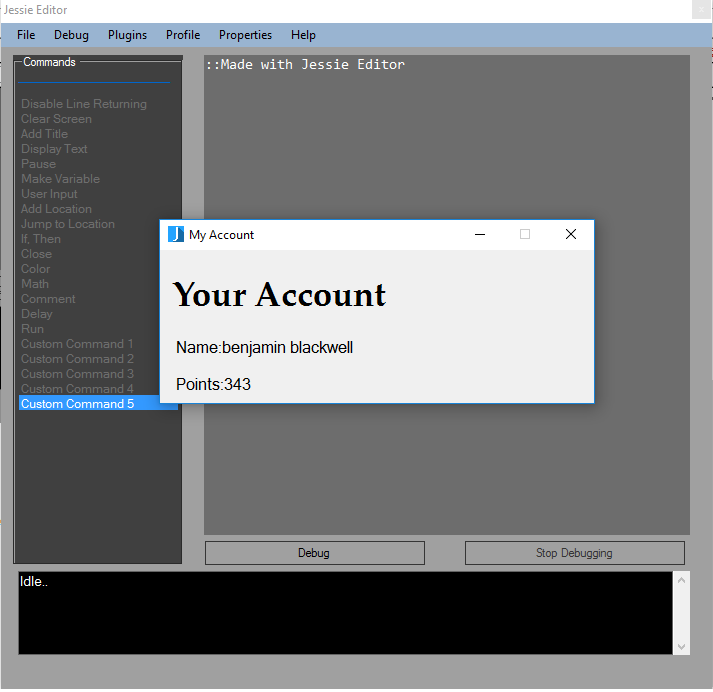 Jessie Editor
File Debug Plugins Profile Properties Help
Commands
::Made with Jessie Editor
Disable Line Returning
Clear Screen
Add Title
Display Text
Pause
Make Variable
User Input
Add Location
Jump to Location
If, Then
Close
Color
Math
Comment
Delay
Run
Custom Command 1
Custom Command 2
Custom Command 3
Custom Command 4
Custom Command 5
My Account
Your Account
Name:benjamin blackwell
Points:343
Debug Stop Debugging
Idle..